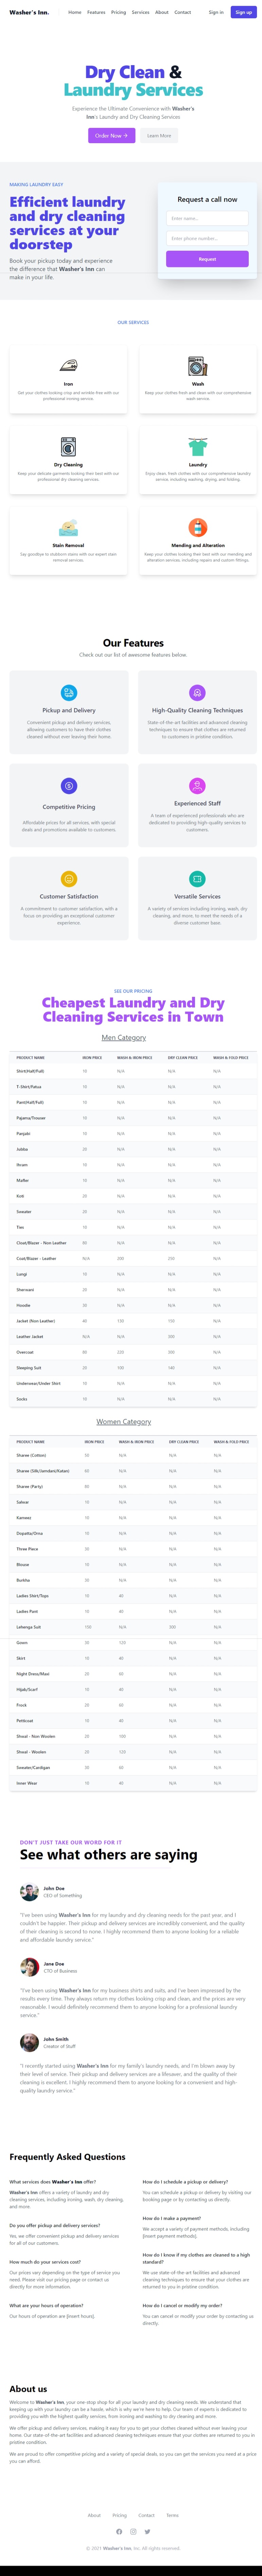 Washer's Inn.
Home Features Pricing Services About Contact
Sign in Sign up
Dry Clean &
Laundry Services
Experience the Ultimate Convenience with Washer's
Inn's Laundry and Dry Cleaning Services
Order Now →
Learn More
MAKING LAUNDRY EASY
Efficient laundry
and dry cleaning
services at your
doorstep
Book your pickup today and experience
the difference that Washer's Inn can
make in your life.
Request a call now
Enter name...
Enter phone number...
Request
OUR SERVICES
Iron
Get your clothes looking crisp and wrinkle-free with our
professional ironing service.
Wash
Keep your clothes fresh and clean with our comprehensive
wash service.
Dry Cleaning
Keep your delicate garments looking their best with our
professional dry cleaning services.
Laundry
Enjoy clean, fresh clothes with our comprehensive laundry
service, including washing, drying, and folding.
Stain Removal
Say goodbye to stubborn stains with our expert stain
removal services.
Mending and Alteration
Keep your clothes looking their best with our mending and
alteration services, including repairs and custom fittings.
Our Features
Check out our list of awesome features below.
Pickup and Delivery
Convenient pickup and delivery services,
allowing customers to have their clothes
cleaned without ever leaving their home.
High-Quality Cleaning Techniques
State-of-the-art facilities and advanced cleaning
techniques to ensure that clothes are returned
to customers in pristine condition.
Competitive Pricing
Affordable prices for all services, with special
deals and promotions available to customers.
Experienced Staff
A team of experienced professionals who are
dedicated to providing high-quality services to
customers.
Customer Satisfaction
A commitment to customer satisfaction, with a
focus on providing an exceptional customer
experience.
Versatile Services
A variety of services including ironing, wash, dry
cleaning, and more, to meet the needs of a
diverse customer base.
SEE OUR PRICING
Cheapest Laundry and Dry
Cleaning Services in Town
Men Category
PRODUCT NAME IRON PRICE WASH & IRON PRICE DRY CLEAN PRICE WASH & FOLD PRICE
Shirt(Half/Full) 10 N/A N/A N/A
T-Shirt/Patua 10 N/A N/A N/A
Pant(Half/Full) 10 N/A N/A N/A
Pajama/Trouser 10 N/A N/A N/A
Panjabi 10 N/A N/A N/A
Jubba 20 N/A N/A N/A
Ihram 10 N/A N/A N/A
Mafler 10 N/A N/A N/A
Koti 20 N/A N/A N/A
Sweater 20 N/A N/A N/A
Ties 10 N/A N/A N/A
Coat/Blazer - Non Leather 80 N/A N/A N/A
Coat/Blazer - Leather N/A 300 250 N/A
Lungi 10 N/A N/A N/A
Sherwani 20 N/A N/A N/A
Hoodie 20 N/A N/A N/A
Jacket (Non-Leather) 40 130 150 N/A
Leather Jacket N/A N/A 300 N/A
Overcoat 80 220 300 N/A
Sleeping Suit 20 100 140 N/A
Underwear/Under Shirt 10 N/A N/A N/A
Socks 10 N/A N/A N/A
Women Category
PRODUCT NAME IRON PRICE WASH & IRON PRICE DRY CLEAN PRICE WASH & FOLD PRICE
Sharee (Cotton) 50 N/A N/A N/A
Sharee (Silk/Jamdani/Katan) 60 N/A N/A N/A
Sharee (Party) 80 N/A N/A N/A
Salwar 10 N/A N/A N/A
Kameez 10 N/A N/A N/A
Dopatta/Orna 10 N/A N/A N/A
Three Piece 30 N/A N/A N/A
Blouse 10 N/A N/A N/A
Burkha 30 N/A N/A N/A
Ladies Shirt/Tops 10 40 N/A N/A
Ladies Pant 10 40 N/A N/A
Lehenga Suit 150 N/A 300 N/A
Gown 50 120 N/A N/A
Skirt 10 40 N/A N/A
Night Dress/Maxi 20 60 N/A N/A
Hijab/Scarf 10 40 N/A N/A
Frock 20 60 N/A N/A
Petticoat 10 40 N/A N/A
Shwal - Non Woolen 20 100 N/A N/A
Shwal - Woolen 20 120 N/A N/A
Sweater/Cardigan 30 60 N/A N/A
Inner Wear 10 40 N/A N/A
DON'T JUST TAKE OUR WORD FOR IT
See what others are saying
John Doe
CEO of Something
"I've been using Washer's Inn for my laundry and dry cleaning needs for the past year, and I
couldn't be happier. Their pickup and delivery services are incredibly convenient, and the quality
of their cleaning is second to none. I highly recommend them to anyone looking for a reliable
and affordable laundry service."
Jane Doe
CTO of Business
"I've been using Washer's Inn for my business shirts and suits, and I've been impressed by the
results every time. They always return my clothes looking crisp and clean, and the prices are very
reasonable. I would definitely recommend them to anyone looking for a professional laundry
service."
John Smith
Creator of Stuff
"I recently started using Washer's Inn for my family's laundry needs, and I'm blown away by
their level of service. Their pickup and delivery services are a lifesaver, and the quality of their
cleaning is excellent. I highly recommend them to anyone looking for a convenient and high-
quality laundry service."
Frequently Asked Questions
What services does Washer's Inn offer?
Washer's Inn offers a variety of laundry and dry
cleaning services, including ironing, wash, dry cleaning,
and more.
Do you offer pickup and delivery services?
Yes, we offer convenient pickup and delivery services
for all of our customers.
How much do your services cost?
Our prices vary depending on the type of service you
need. Please visit our pricing page or contact us
directly for more information.
What are your hours of operation?
Our hours of operation are [insert hours].
How do I schedule a pickup or delivery?
You can schedule a pickup or delivery by visiting our
booking page or by contacting us directly.
How do I make a payment?
We accept a variety of payment methods, including
[insert payment methods].
How do I know if my clothes are cleaned to a high
standard?
We use state-of-the-art facilities and advanced
cleaning techniques to ensure that your clothes are
returned to you in pristine condition.
How do I cancel or modify my order?
You can cancel or modify your order by contacting us
directly.
About us
Welcome to Washer's Inn, your one-stop shop for all your laundry and dry cleaning needs. We understand that
keeping up with your laundry can be a hassle, which is why we're here to help. Our team of experts is dedicated to
providing you with the highest quality services, from ironing and washing to dry cleaning and more.
We offer pickup and delivery services, making it easy for you to get your clothes cleaned without ever leaving your
home. Our state-of-the-art facilities and advanced cleaning techniques ensure that your clothes are returned to you in
pristine condition.
We are proud to offer competitive pricing and a variety of special deals, so you can get the services you need at a price
you can afford.
About Pricing Contact Terms
© 2021 Washer's Inn, Inc. All rights reserved.